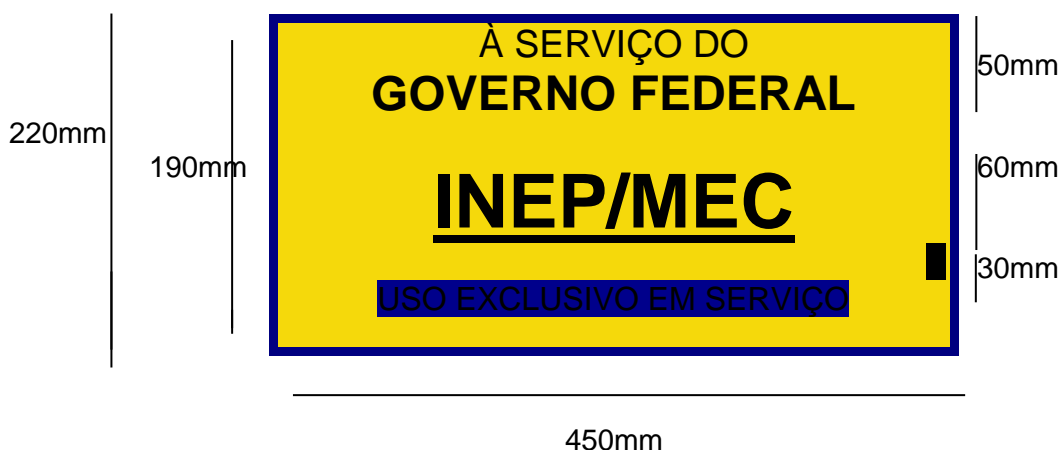 À SERVIÇO DO
GOVERNO FEDERAL
50mm
220mm
190mm
INEP/MEC
60mm
30mm
USO EXCLUSIVO EM SERVIÇO
450mm